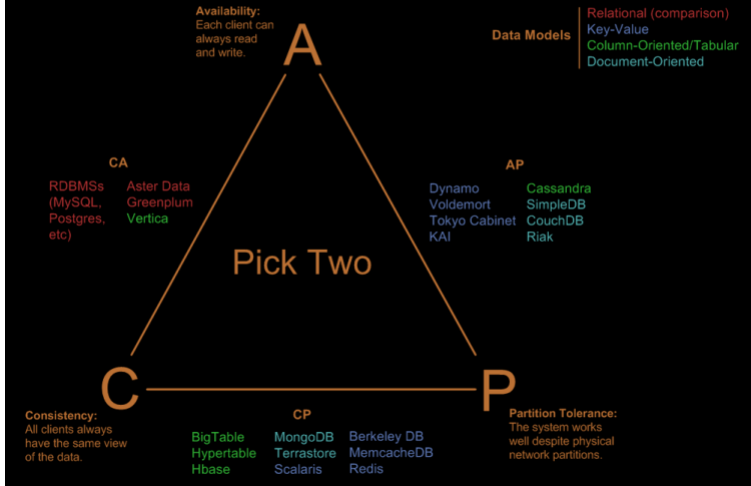 Availability:
Each client can
always read
and write.
A
Data Models
Relational (comparison)
Key-Value
Column-Oriented/Tabular
Document-Oriented
CA
RDBMSs
(MySQL,
Postgres,
etc)
Aster Data
Greenplum
Vertica
AP
Dynamo
Voldemort
Tokyo Cabinet
KAI
Cassandra
SimpleDB
CouchDB
Riak
Pick Two
C
Consistency:
All clients always
have the same view
of the data.
CP
BigTable
Hypertable
Hbase
MongoDB
Terrastore
Scalaris
Berkeley DB
MemcacheDB
Redis
P
Partition Tolerance:
The system works
well despite physical
network partitions.